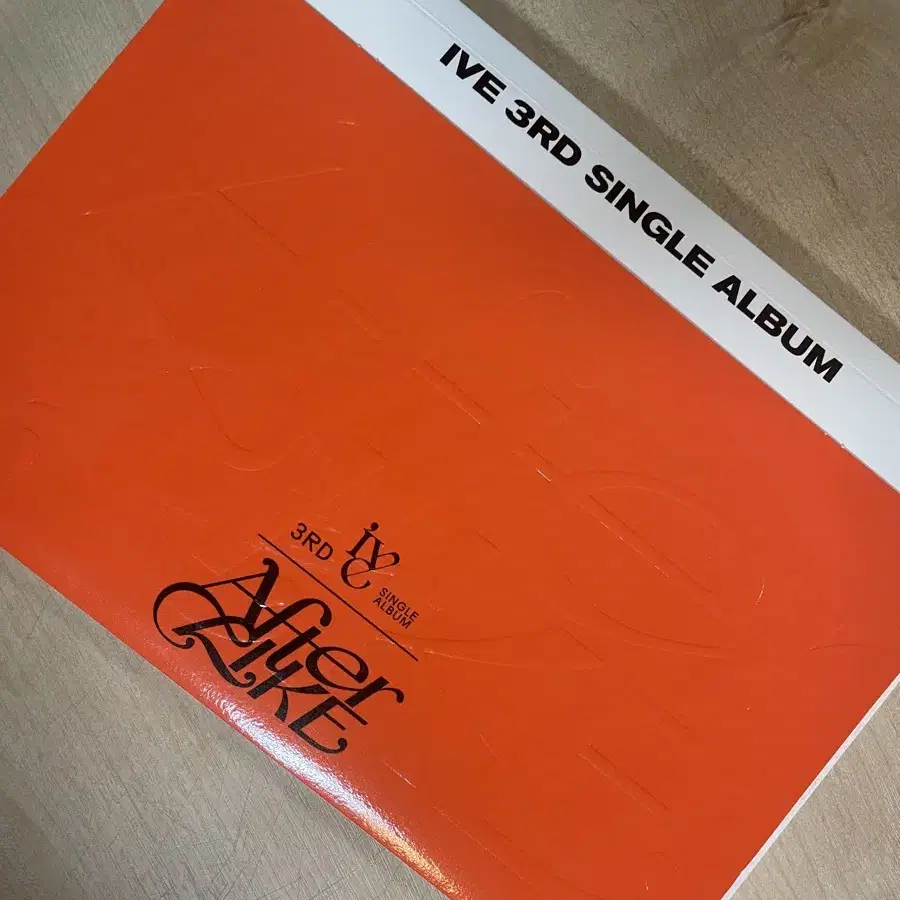 IVE 3RD SINGLE ALBUM
3RD IVE SINGLE
ALBUM
After
LIKE